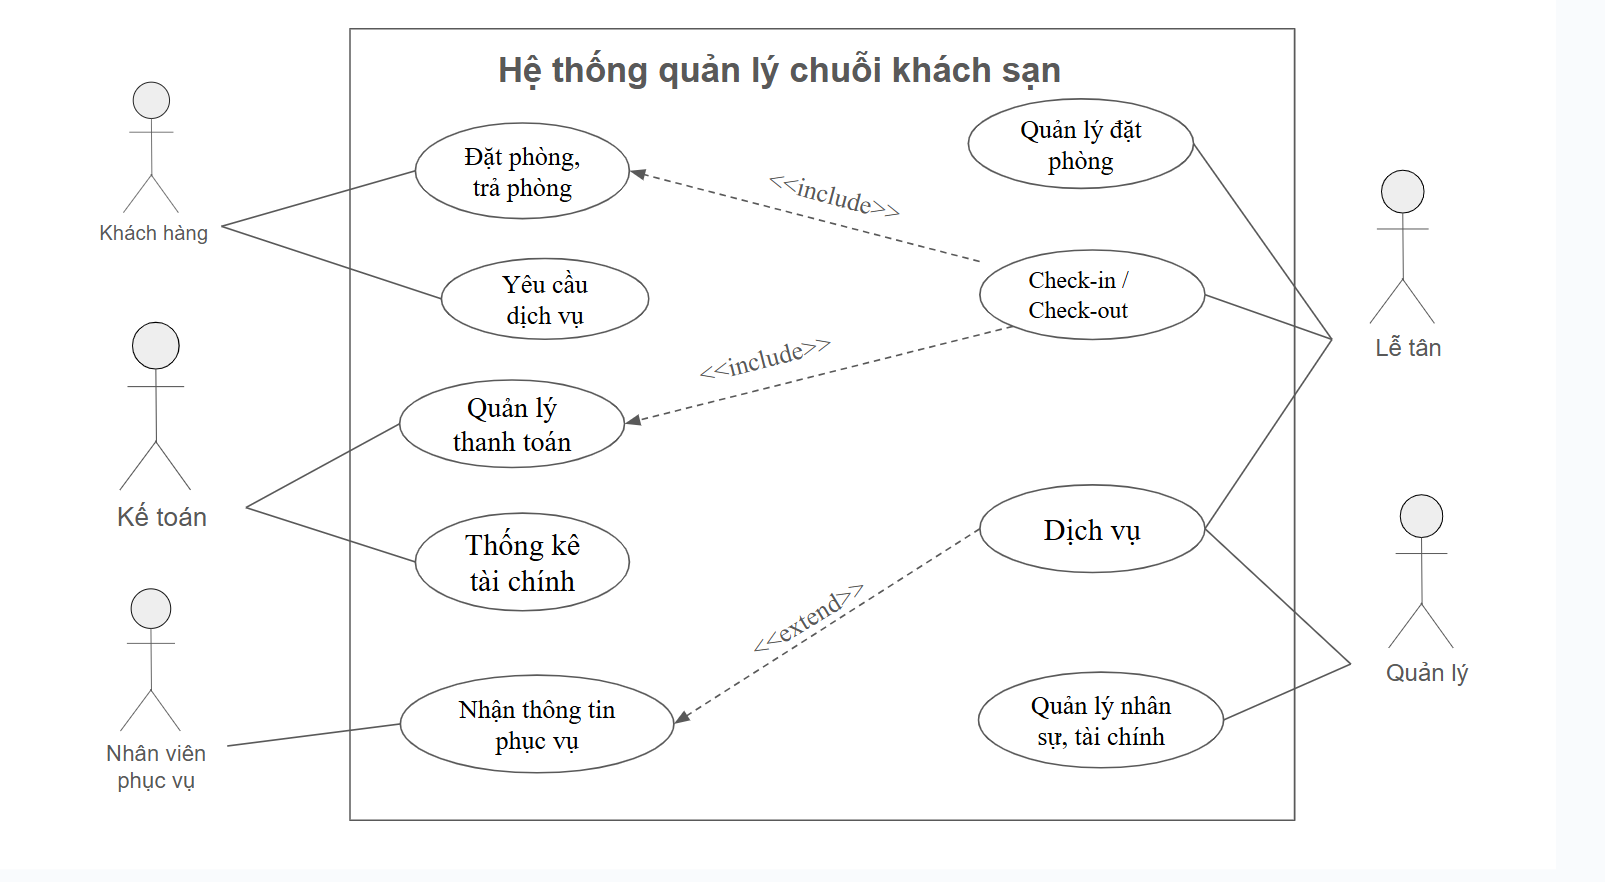 Hệ thống quản lý chuỗi khách sạn
Khách hàng
Đặt phòng,
trả phòng
<<include>>
Quản lý đặt
phòng
Yêu cầu
dịch vụ
Check-in /
Check-out
Lễ tân
<<include>>
Quản lý
thanh toán
Kế toán
Thống kê
tài chính
Dịch vụ
<<extend>>
Quản lý
Nhân viên
phục vụ
Nhận thông tin
phục vụ
Quản lý nhân
sự, tài chính